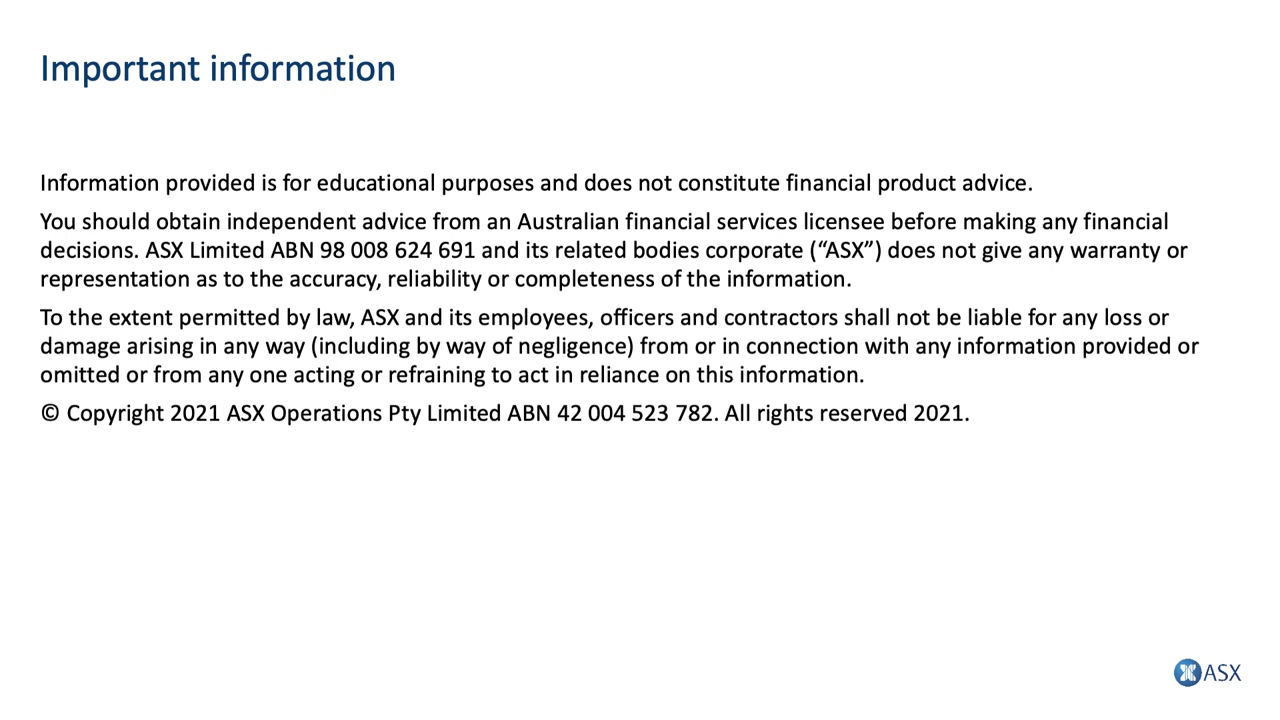 Important information
Information provided is for educational purposes and does not constitute financial product advice.
You should obtain independent advice from an Australian financial services licensee before making any financial
decisions. ASX Limited ABN 98 008 624 691 and its related bodies corporate (“ASX”) does not give any warranty or
representation as to the accuracy, reliability or completeness of the information.
To the extent permitted by law, ASX and its employees, officers and contractors shall not be liable for any loss or
damage arising in any way (including by way of negligence) from or in connection with any information provided or
omitted or from any one acting or refraining to act in reliance on this information.
© Copyright 2021 ASX Operations Pty Limited ABN 42 004 523 782. All rights reserved 2021.
ASX